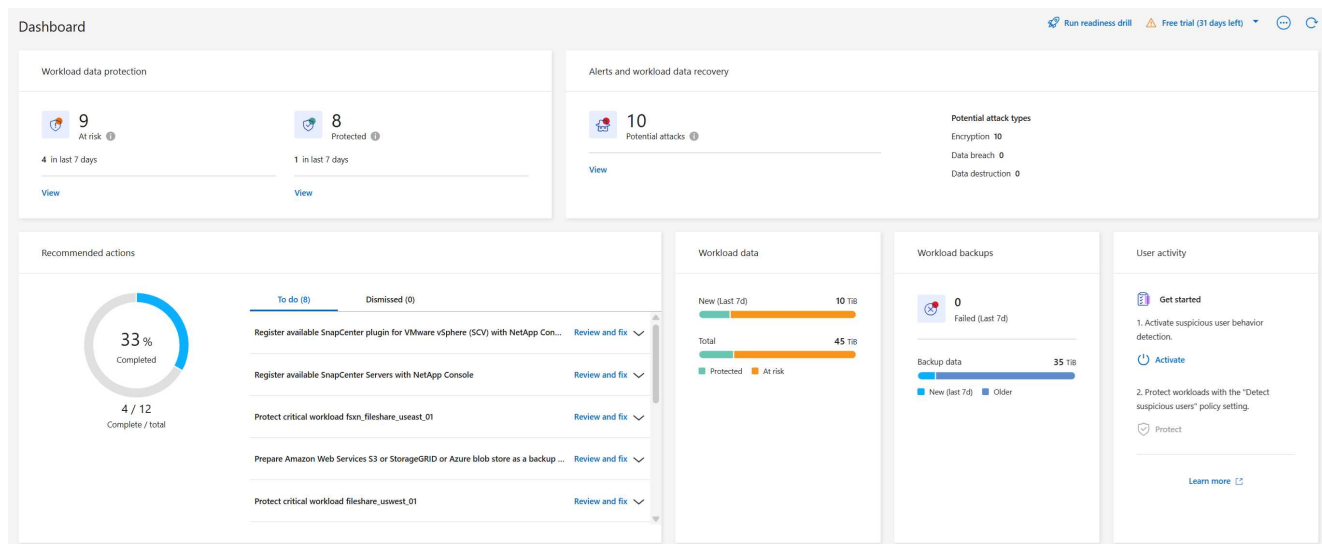 Dashboard
Run readiness drill
Free trial (31 days left)
Workload data protection
9
At risk
4 in last 7 days
View
8
Protected
1 in last 7 days
View
Alerts and workload data recovery
10
Potential attacks
View
Potential attack types
Encryption 10
Data breach 0
Data destruction 0
Recommended actions
33 %
Completed
4 / 12
Complete / total
To do (8)
Dismissed (0)
Register available SnapCenter plugin for VMware vSphere (SCV) with NetApp Con... Review and fix
Register available SnapCenter Servers with NetApp Console Review and fix
Protect critical workload fsxn_fileshare_useast_01 Review and fix
Prepare Amazon Web Services S3 or StorageGRID or Azure blob store as a backup ... Review and fix
Protect critical workload fileshare_uswest_01 Review and fix
Workload data
New (Last 7d) 10 TiB
Total 45 TiB
Protected At risk
Workload backups
0
Failed (Last 7d)
Backup data 35 TiB
New (last 7d) Older
User activity
Get started
1. Activate suspicious user behavior
detection.
Activate
2. Protect workloads with the "Detect
suspicious users" policy setting.
Protect
Learn more